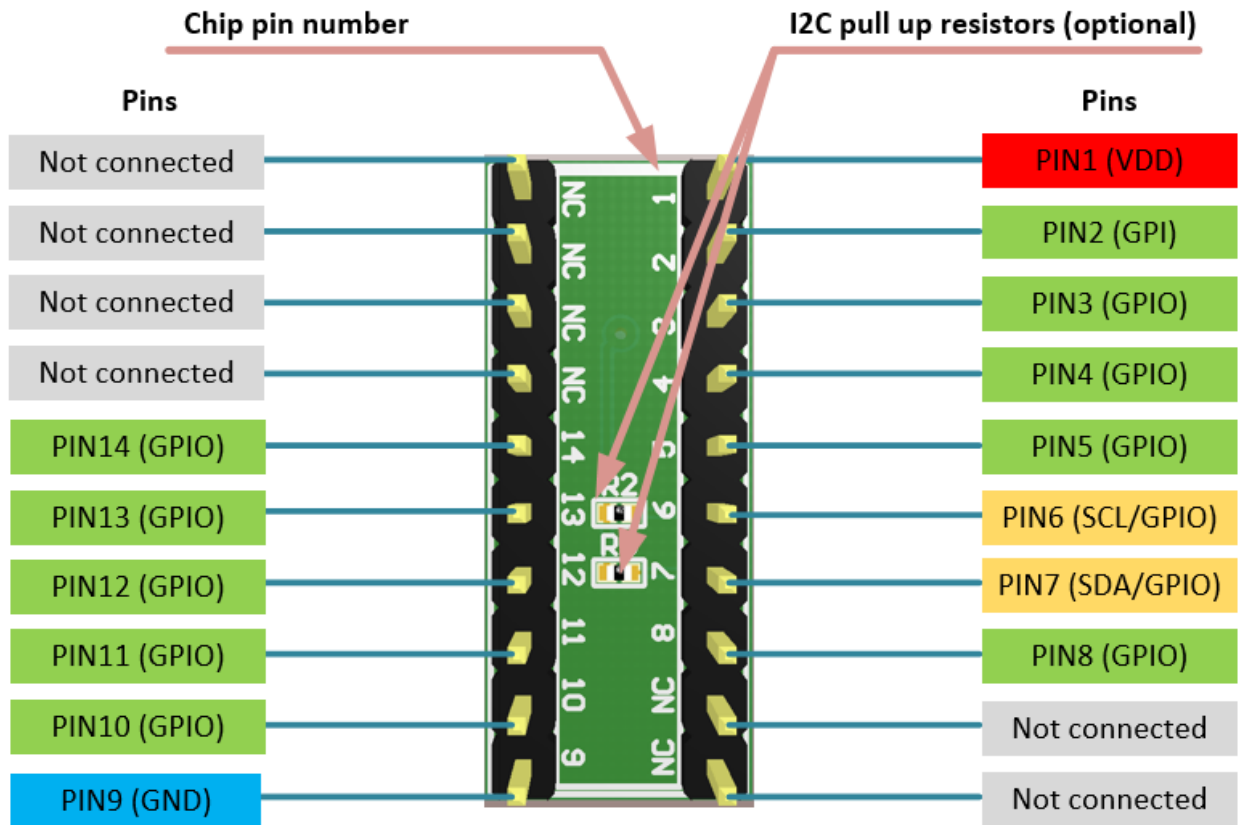 Chip pin number
I2C pull up resistors (optional)
Pins
Pins
Not connected
Not connected
Not connected
Not connected
PIN14 (GPIO)
PIN13 (GPIO)
PIN12 (GPIO)
PIN11 (GPIO)
PIN10 (GPIO)
PIN9 (GND)
NC
NC
NC
NC
14
13
12
11
10
9
R2
1
2
3
4
5
6
7
8
NC
NC
PIN1 (VDD)
PIN2 (GPI)
PIN3 (GPIO)
PIN4 (GPIO)
PIN5 (GPIO)
PIN6 (SCL/GPIO)
PIN7 (SDA/GPIO)
PIN8 (GPIO)
Not connected
Not connected